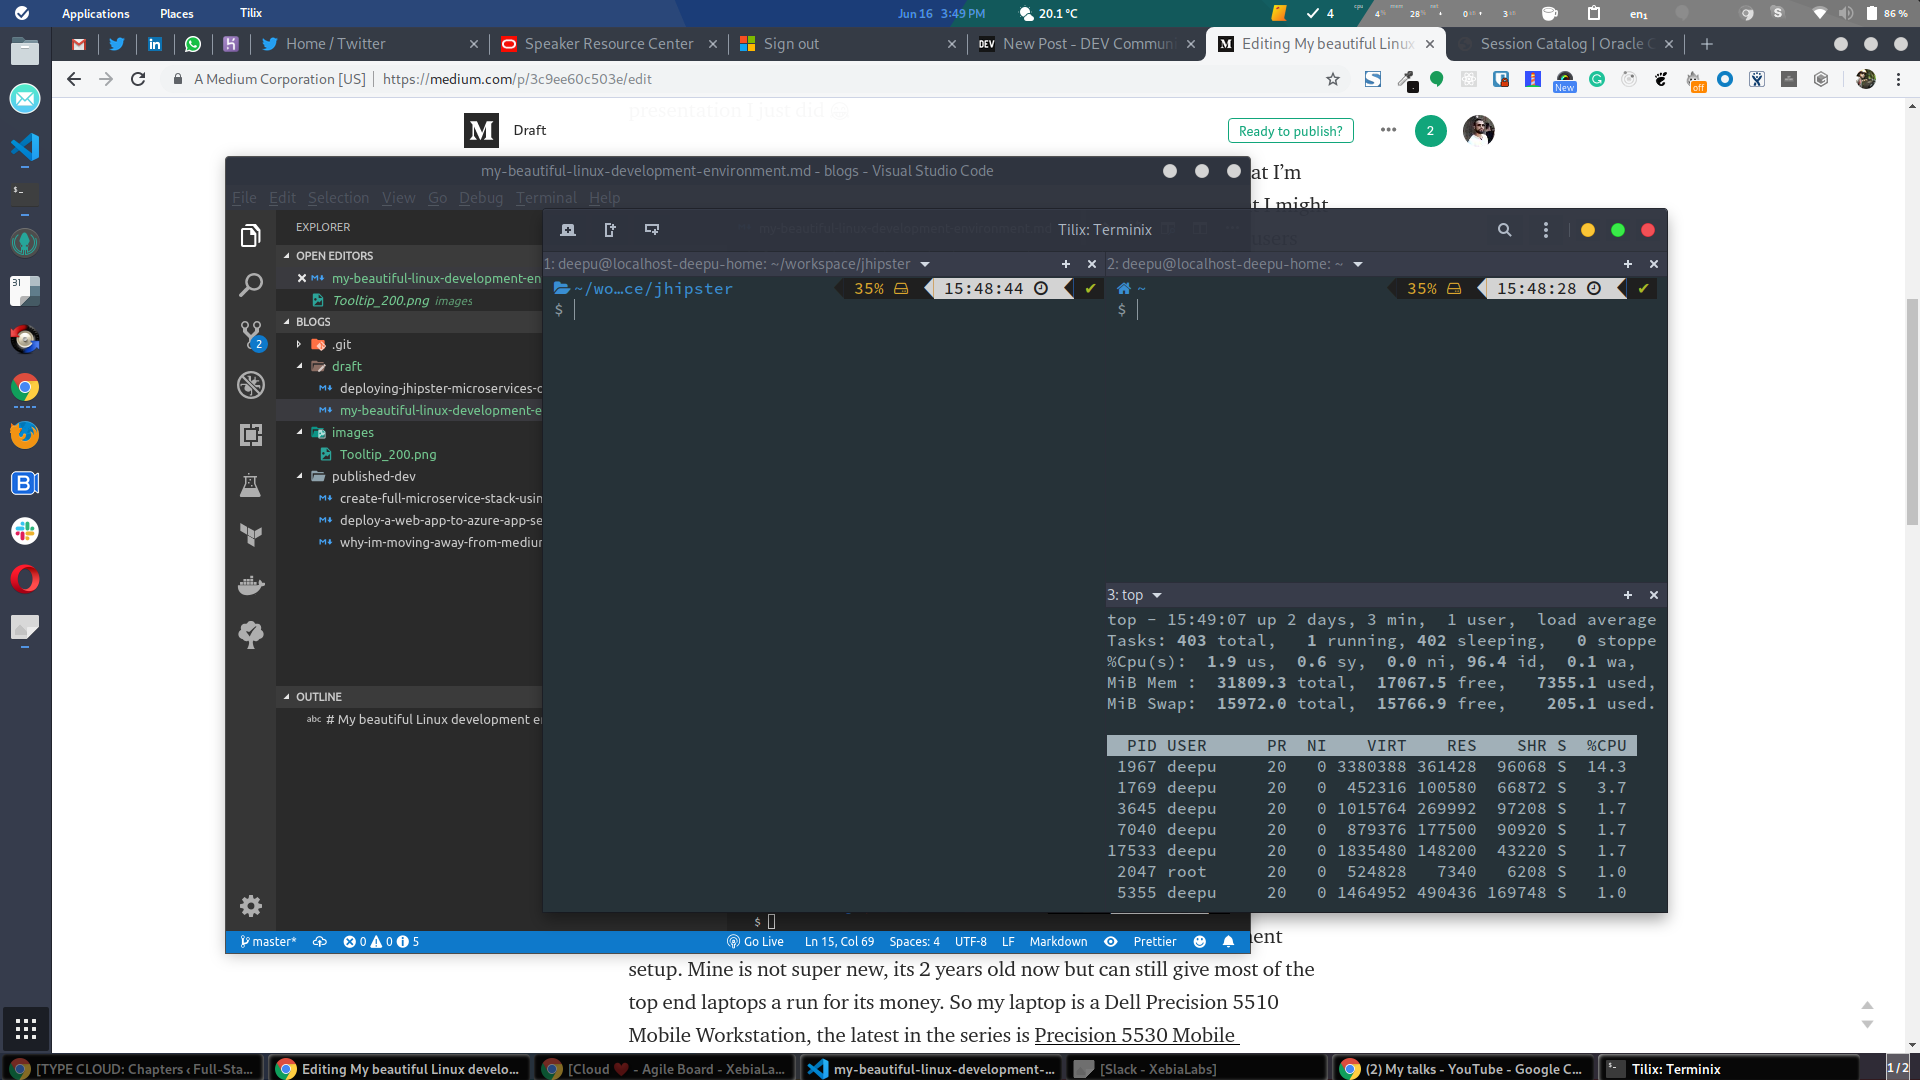 Applications Places Tilix Jun 16 3:49 PM 20.1 °C 4 4% 28% en1 86 %
Home / Twitter Speaker Resource Center Sign out New Post - DEV Commun Editing My beautiful Linux Session Catalog | Oracle C
A Medium Corporation [US] https://medium.com/p/3c9ee60c503e/edit New off
presentation I just did
M Draft Ready to publish? 2
my-beautiful-linux-development-environment.md - blogs - Visual Studio Code
at I'm
File Edit Selection View Go Debug Terminal Help
t I might
EXPLORER
Tilix: Terminix
users
OPEN EDITORS
my-beautiful-linux-development-en
Tooltip_200.png images
BLOGS
.git
draft
deploying-jhipster-microservices-c
my-beautiful-linux-development-e
images
Tooltip_200.png
published-dev
create-full-microservice-stack-usin
deploy-a-web-app-to-azure-app-se
why-im-moving-away-from-mediun
OUTLINE
abc # My beautiful Linux development en
1: deepu@localhost-deepu-home: ~/workspace/jhipster
~/wo…ce/jhipster 35% 15:48:44 ✔
$
2: deepu@localhost-deepu-home: ~
~ 35% 15:48:28 ✔
$
3: top
top - 15:49:07 up 2 days, 3 min, 1 user, load average
Tasks: 403 total, 1 running, 402 sleeping, 0 stoppe
%Cpu(s): 1.9 us, 0.6 sy, 0.0 ni, 96.4 id, 0.1 wa,
MiB Mem : 31809.3 total, 17067.5 free, 7355.1 used,
MiB Swap: 15972.0 total, 15766.9 free, 205.1 used.
PID USER PR NI VIRT RES SHR S %CPU
1967 deepu 20 0 3380388 361428 96068 S 14.3
1769 deepu 20 0 452316 100580 66872 S 3.7
3645 deepu 20 0 1015764 269992 97208 S 1.7
7040 deepu 20 0 879376 177500 90920 S 1.7
17533 deepu 20 0 1835480 148200 43220 S 1.7
2047 root 20 0 524828 7340 6208 S 1.0
5355 deepu 20 0 1464952 490436 169748 S 1.0
$
master* 0 0 5 Go Live Ln 15, Col 69 Spaces: 4 UTF-8 LF Markdown Prettier
setup. Mine is not super new, its 2 years old now but can still give most of the
top end laptops a run for its money. So my laptop is a Dell Precision 5510
Mobile Workstation, the latest in the series is Precision 5530 Mobile
[TYPE CLOUD: Chapters ‹ Full-Sta… Editing My beautiful Linux develo… [Cloud ❤ - Agile Board - XebiaLa… my-beautiful-linux-development-… [Slack - XebiaLabs] (2) My talks - YouTube - Google C… Tilix: Terminix 1 / 2